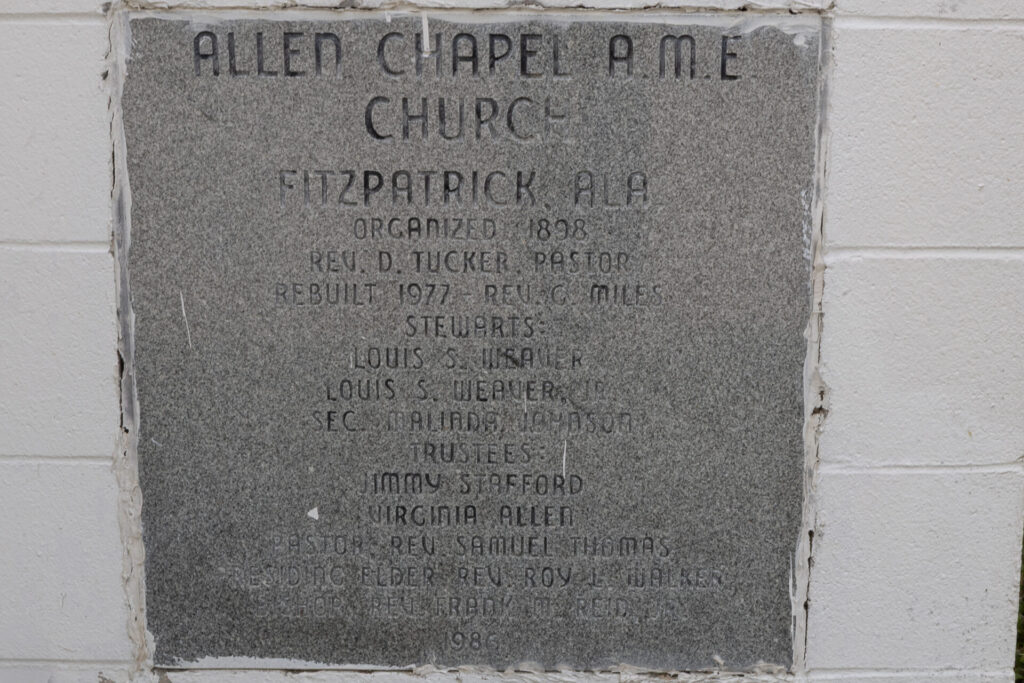 ALLEN CHAPEL A.M.E.
CHURCH
FITZPATRICK, ALA.
ORGANIZED 1898
REV. D. TUCKER, PASTOR
REBUILT 1977 - REV. G. MILES
STEWARTS:
LOUIS S. WEAVER
LOUIS S. WEAVER, JR.
SEC. MALINDA JOHNSON
TRUSTEES:
JIMMY STAFFORD
VIRGINIA ALLEN
PASTOR REV. SAMUEL THOMAS
PRESIDING ELDER REV. ROY L. WALKER
BISHOP REV. FRANK M. REID, JR.
1986